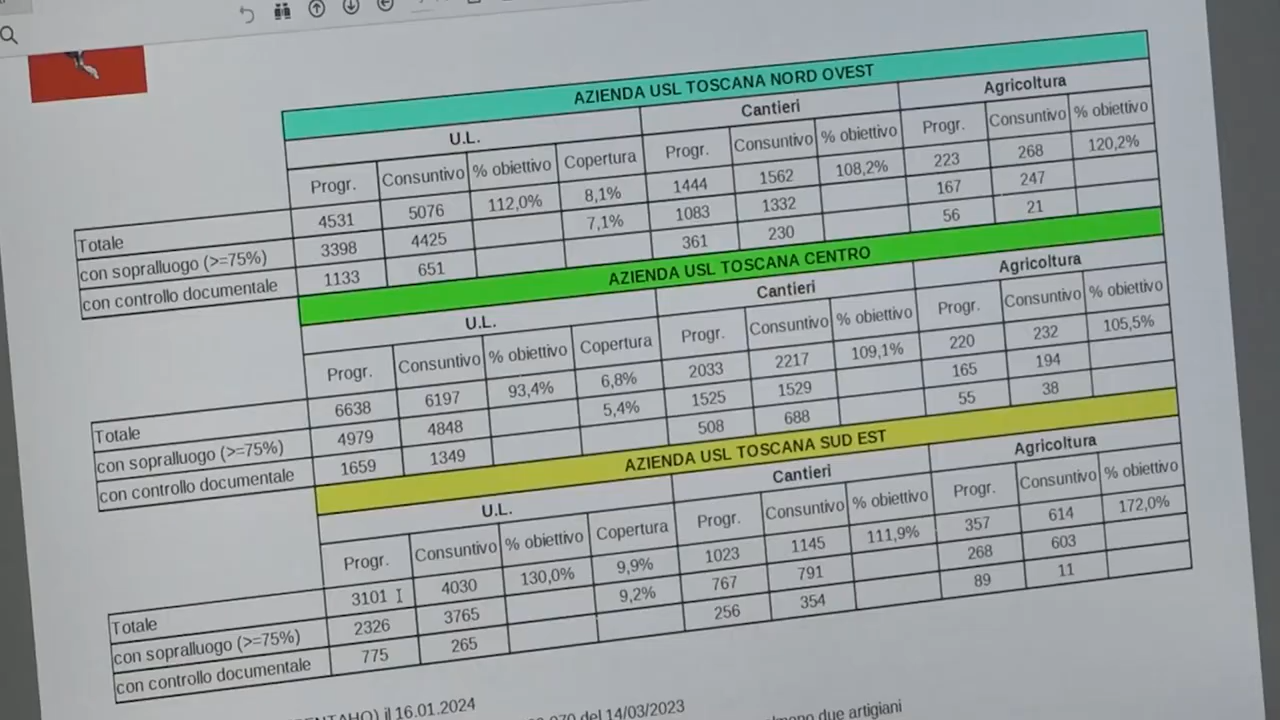 AZIENDA USL TOSCANA NORD OVEST
U.L. Cantieri Agricoltura
Progr. Consuntivo % obiettivo Copertura Progr. Consuntivo % obiettivo Progr. Consuntivo % obiettivo
Totale 4531 5076 112,0% 8,1% 1444 1562 108,2% 223 268 120,2%
con sopralluogo (>=75%) 3398 4425 7,1% 1083 1332 167 247
con controllo documentale 1133 651 361 230 56 21
AZIENDA USL TOSCANA CENTRO
U.L. Cantieri Agricoltura
Progr. Consuntivo % obiettivo Copertura Progr. Consuntivo % obiettivo Progr. Consuntivo % obiettivo
Totale 6638 6197 93,4% 6,8% 2033 2217 109,1% 220 232 105,5%
con sopralluogo (>=75%) 4979 4848 5,4% 1525 1529 165 194
con controllo documentale 1659 1349 508 688 55 38
AZIENDA USL TOSCANA SUD EST
U.L. Cantieri Agricoltura
Progr. Consuntivo % obiettivo Copertura Progr. Consuntivo % obiettivo Progr. Consuntivo % obiettivo
Totale 3101 4030 130,0% 9,9% 1023 1145 111,9% 357 614 172,0%
con sopralluogo (>=75%) 2326 3765 9,2% 767 791 268 603
con controllo documentale 775 265 256 354 89 11
il 16.01.2024
del 14/03/2023
due artigiani